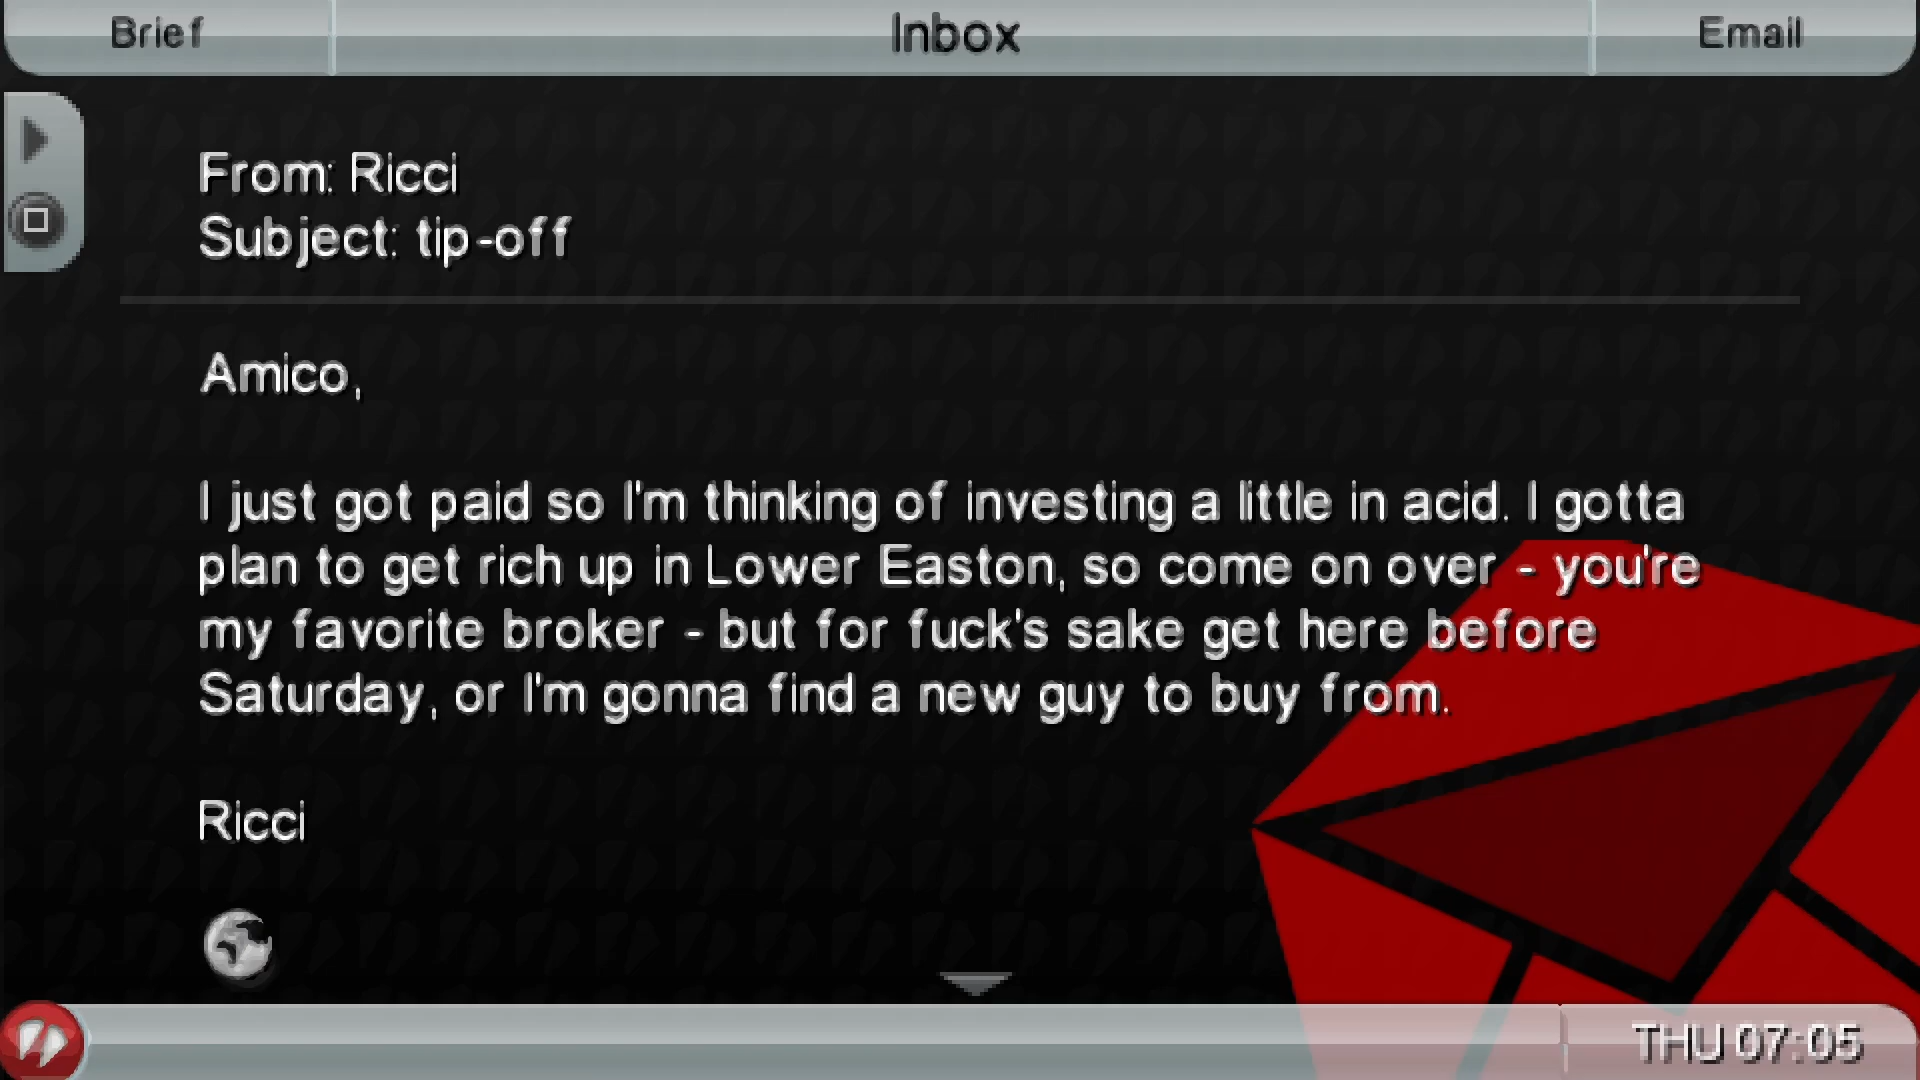 Brief Inbox Email
From: Ricci
Subject: tip-off
Amico,
I just got paid so I'm thinking of investing a little in acid. I gotta
plan to get rich up in Lower Easton, so come on over - you're
my favorite broker - but for fuck's sake get here before
Saturday, or I'm gonna find a new guy to buy from.
Ricci
THU 07:05